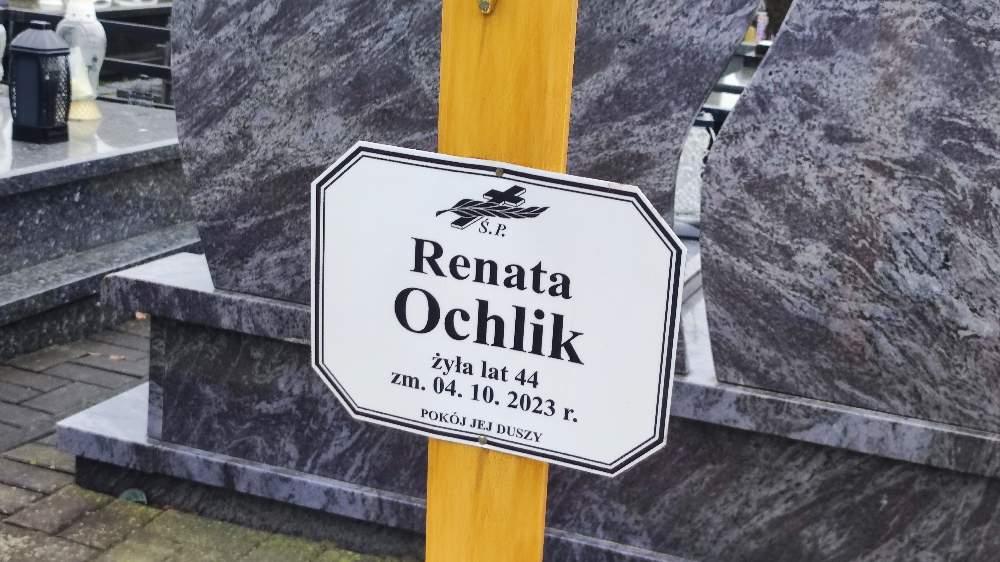 Ś.P.
Renata
Ochlik
żyła lat 44
zm. 04. 10. 2023 r.
POKÓJ JEJ DUSZY